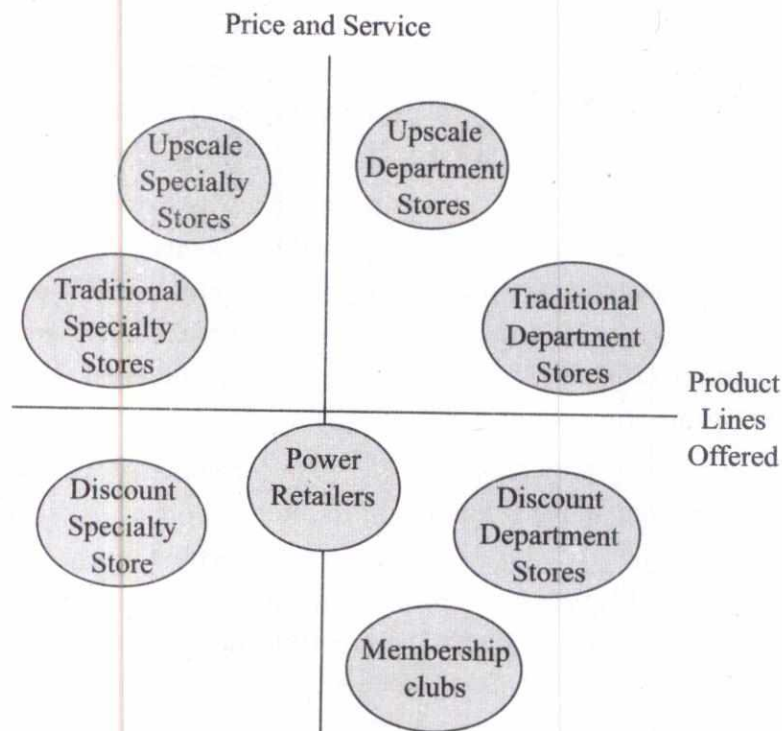 Price and Service
Upscale
Specialty
Stores
Upscale
Department
Stores
Traditional
Specialty
Stores
Traditional
Department
Stores
Product
Lines
Offered
Power
Retailers
Discount
Specialty
Store
Discount
Department
Stores
Membership
clubs